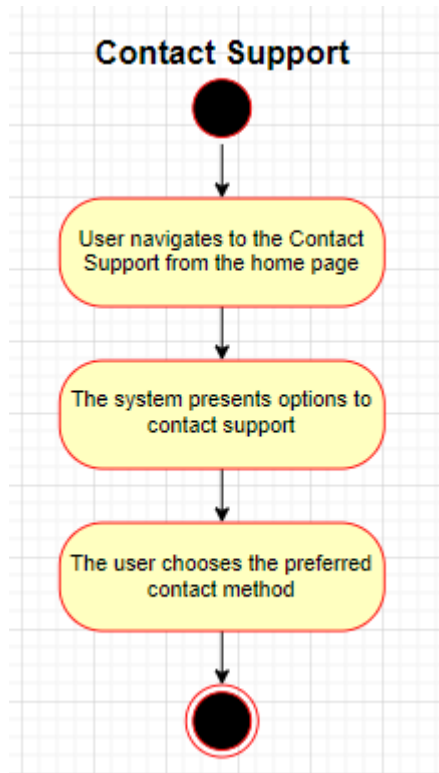 Contact Support
User navigates to the Contact
Support from the home page
The system presents options to
contact support
The user chooses the preferred
contact method